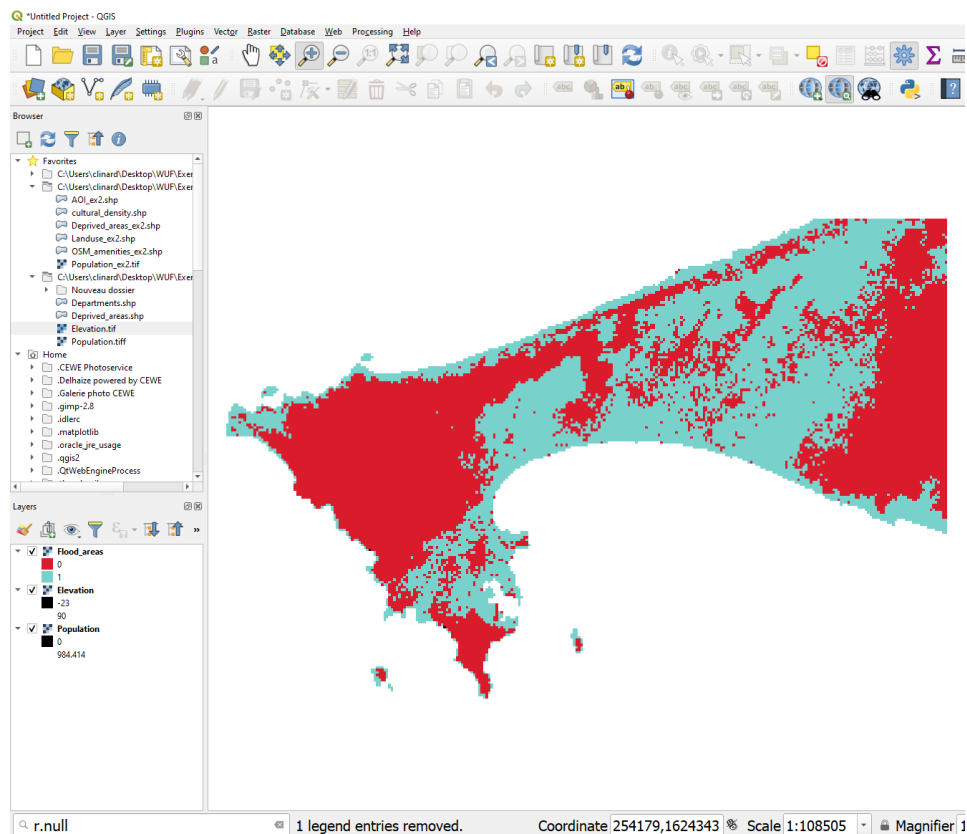 *Untitled Project - QGIS
Project Edit View Layer Settings Plugins Vector Raster Database Web Processing Help
Browser
Favorites
C:\Users\clinard\Desktop\WUF\Exer
C:\Users\clinard\Desktop\WUF\Exer
AOI_ex2.shp
cultural_density.shp
Deprived_areas_ex2.shp
Landuse_ex2.shp
OSM_amenities_ex2.shp
Population_ex2.tif
C:\Users\clinard\Desktop\WUF\Exer
Nouveau dossier
Departments.shp
Deprived_areas.shp
Elevation.tif
Population.tiff
Home
.CEWE Photoservice
.Delhaize powered by CEWE
.Galerie photo CEWE
.gimp-2.8
.idlerc
.matplotlib
.oracle_jre_usage
.qgis2
.QtWebEngineProcess
Layers
»
Flood_areas
0
1
Elevation
-23
90
Population
0
984.414
r.null 1 legend entries removed. Coordinate 254179,1624343 Scale 1:108505 Magnifier 1